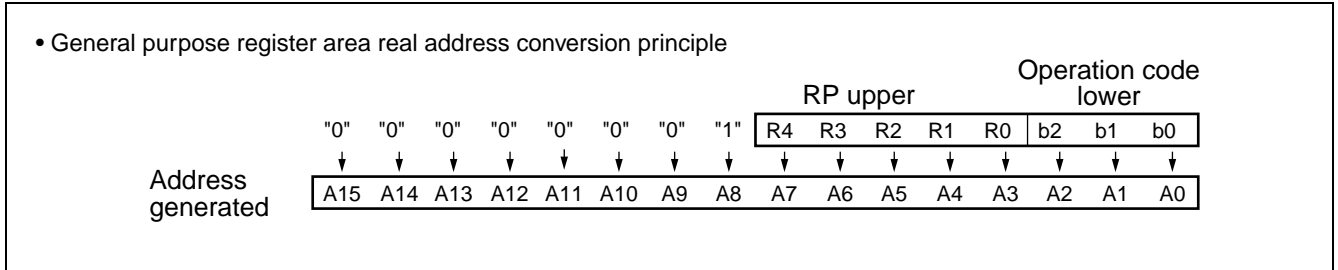 • General purpose register area real address conversion principle
Operation code
RP upper lower
"0" "0" "0" "0" "0" "0" "0" "1" R4 R3 R2 R1 R0 b2 b1 b0
Address
generated
A15 A14 A13 A12 A11 A10 A9 A8 A7 A6 A5 A4 A3 A2 A1 A0